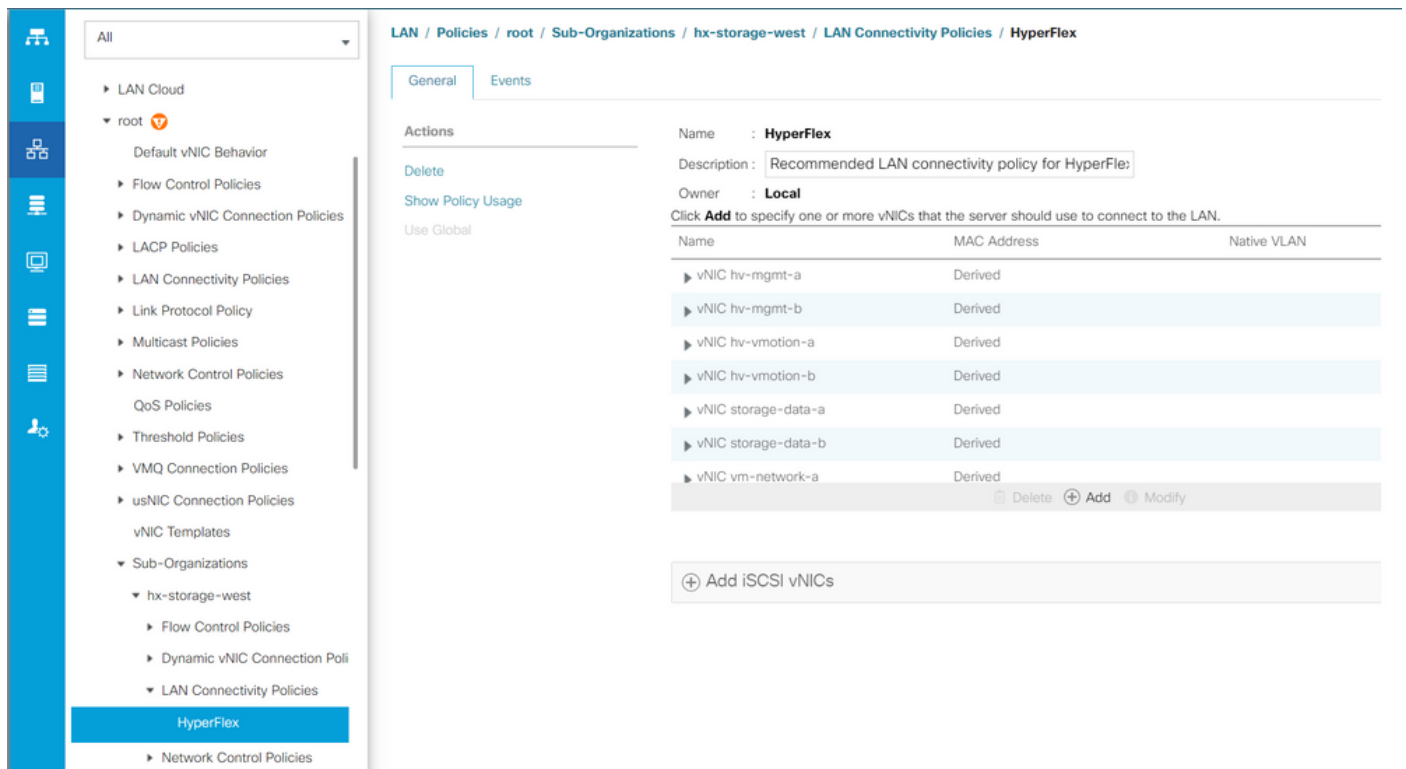 All
LAN Cloud
root
Default vNIC Behavior
Flow Control Policies
Dynamic vNIC Connection Policies
LACP Policies
LAN Connectivity Policies
Link Protocol Policy
Multicast Policies
Network Control Policies
QoS Policies
Threshold Policies
VMQ Connection Policies
usNIC Connection Policies
vNIC Templates
Sub-Organizations
hx-storage-west
Flow Control Policies
Dynamic vNIC Connection Poli
LAN Connectivity Policies
HyperFlex
Network Control Policies
LAN / Policies / root / Sub-Organizations / hx-storage-west / LAN Connectivity Policies / HyperFlex
General Events
Actions
Delete
Show Policy Usage
Use Global
Name : HyperFlex
Description : Recommended LAN connectivity policy for HyperFle
Owner : Local
Click Add to specify one or more vNICs that the server should use to connect to the LAN.
Name MAC Address Native VLAN
vNIC hv-mgmt-a Derived
vNIC hv-mgmt-b Derived
vNIC hv-vmotion-a Derived
vNIC hv-vmotion-b Derived
vNIC storage-data-a Derived
vNIC storage-data-b Derived
vNIC vm-network-a Derived
Delete Add Modify
Add iSCSI vNICs